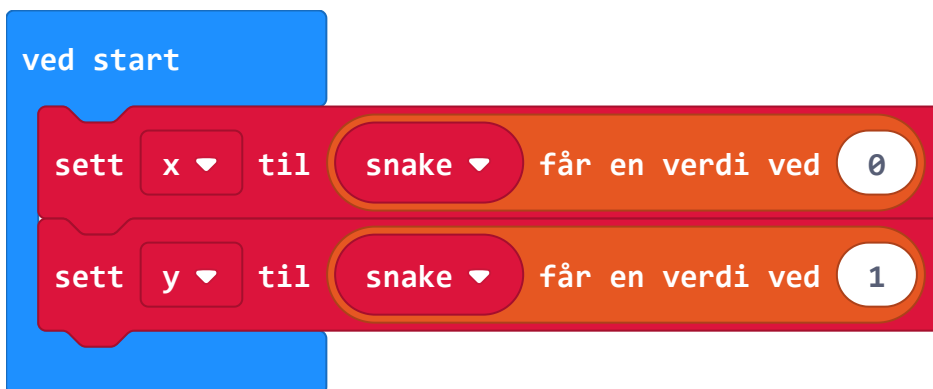 ved start
sett x til snake får en verdi ved 0
sett y til snake får en verdi ved 1